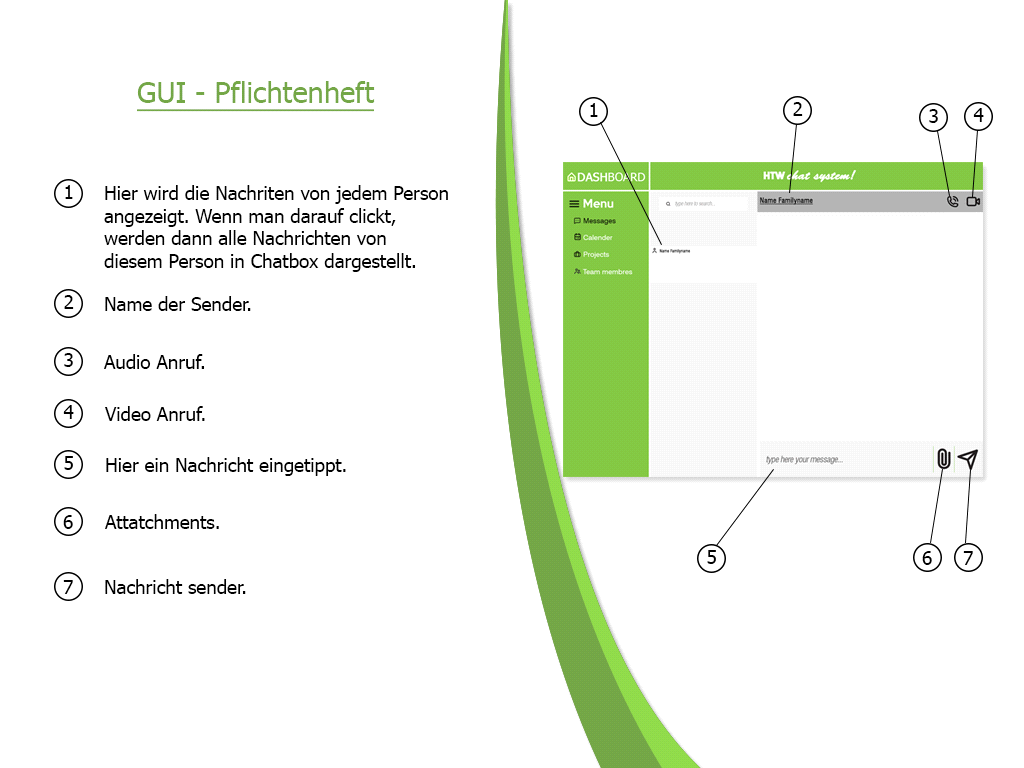 GUI - Pflichtenheft
1 Hier wird die Nachriten von jedem Person
angezeigt. Wenn man darauf clickt,
werden dann alle Nachrichten von
diesem Person in Chatbox dargestellt.
2 Name der Sender.
3 Audio Anruf.
4 Video Anruf.
5 Hier ein Nachricht eingetippt.
6 Attatchments.
7 Nachricht sender.
1 2 3 4
DASHBOARD HTW chat system!
Menu
Messages
Calender
Projects
Team membres
type here to search..
Name Familyname
Name Familyname
type here your message...
5 6 7